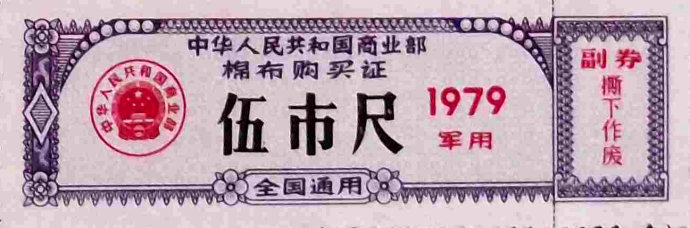 中华人民共和国商业部
棉布购买证
伍市尺
1979
军用
全国通用
中华人民共和国商业部
副券
撕下作废